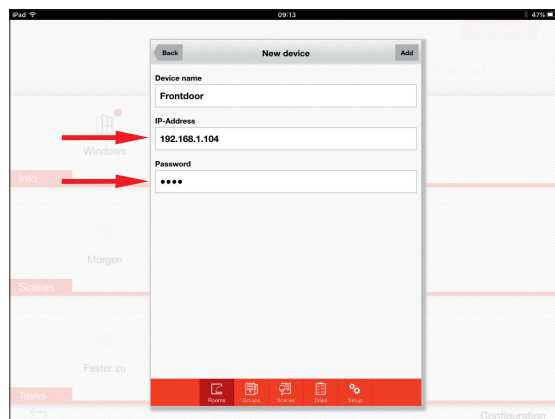 iPad 09:13 47%
Back New device Add
Device name
Frontdoor
IP-Address
192.168.1.104
Password
••••
Windows
Info
Morgen
Scenes
Fester zu
Tasks
Rooms Groups Scenes Tasks Setup
Configuration